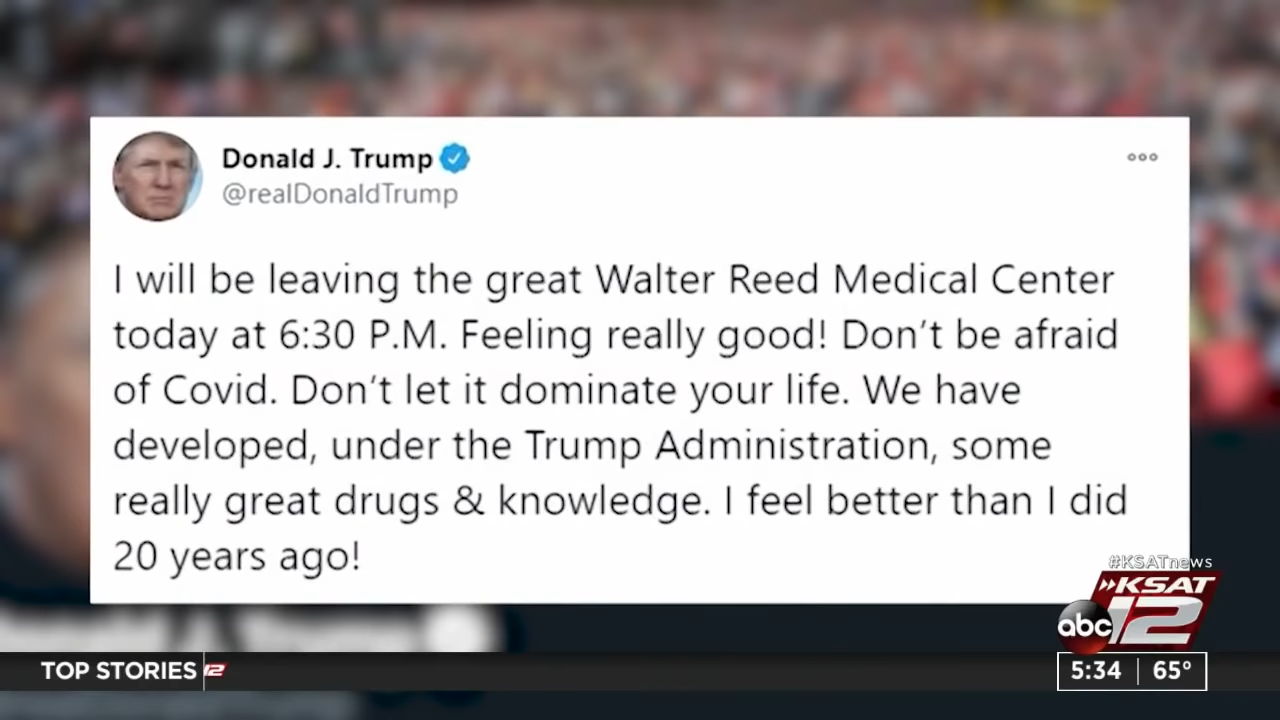 Donald J. Trump
@realDonaldTrump
I will be leaving the great Walter Reed Medical Center
today at 6:30 P.M. Feeling really good! Don't be afraid
of Covid. Don't let it dominate your life. We have
developed, under the Trump Administration, some
really great drugs & knowledge. I feel better than I did
20 years ago!
#KSATnews
KSAT
abc 12
TOP STORIES 12
5:34 65°